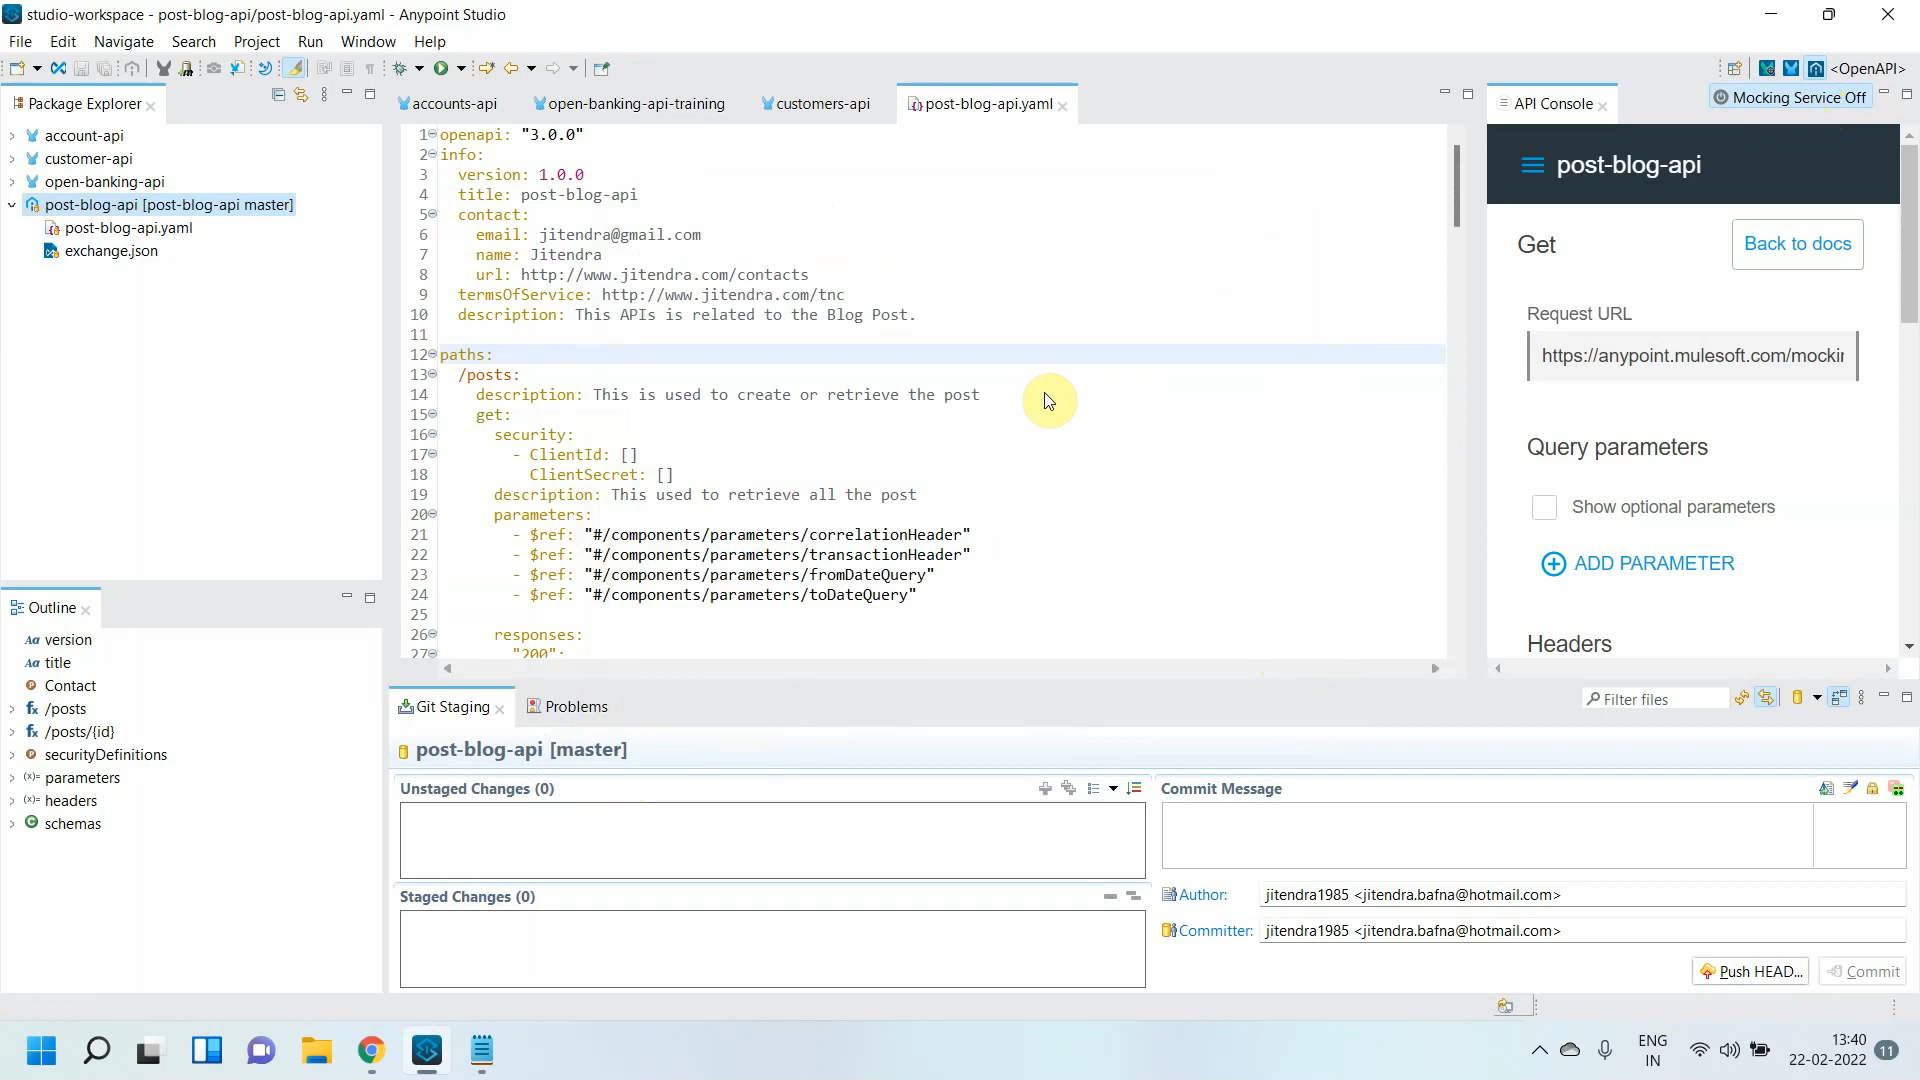 studio-workspace - post-blog-api/post-blog-api.yaml - Anypoint Studio
File Edit Navigate Search Project Run Window Help
<OpenAPI>
Package Explorer
account-api
customer-api
open-banking-api
post-blog-api [post-blog-api master]
post-blog-api.yaml
exchange.json
Outline
version
title
Contact
/posts
/posts/{id}
securityDefinitions
parameters
headers
schemas
accounts-api open-banking-api-training customers-api post-blog-api.yaml
1 openapi: "3.0.0"
2 info:
3 version: 1.0.0
4 title: post-blog-api
5 contact:
6 email: jitendra@gmail.com
7 name: Jitendra
8 url: http://www.jitendra.com/contacts
9 termsOfService: http://www.jitendra.com/tnc
10 description: This APIs is related to the Blog Post.
11
12 paths:
13 /posts:
14 description: This is used to create or retrieve the post
15 get:
16 security:
17 - ClientId: []
18 ClientSecret: []
19 description: This used to retrieve all the post
20 parameters:
21 - $ref: "#/components/parameters/correlationHeader"
22 - $ref: "#/components/parameters/transactionHeader"
23 - $ref: "#/components/parameters/fromDateQuery"
24 - $ref: "#/components/parameters/toDateQuery"
25
26 responses:
27 "200":
API Console
Mocking Service Off
post-blog-api
Get
Back to docs
Request URL
https://anypoint.mulesoft.com/mockin
Query parameters
Show optional parameters
ADD PARAMETER
Headers
Git Staging Problems
Filter files
post-blog-api [master]
Unstaged Changes (0)
Staged Changes (0)
Commit Message
Author: jitendra1985 <jitendra.bafna@hotmail.com>
Committer: jitendra1985 <jitendra.bafna@hotmail.com>
Push HEAD... Commit
ENG
IN
13:40
22-02-2022
11